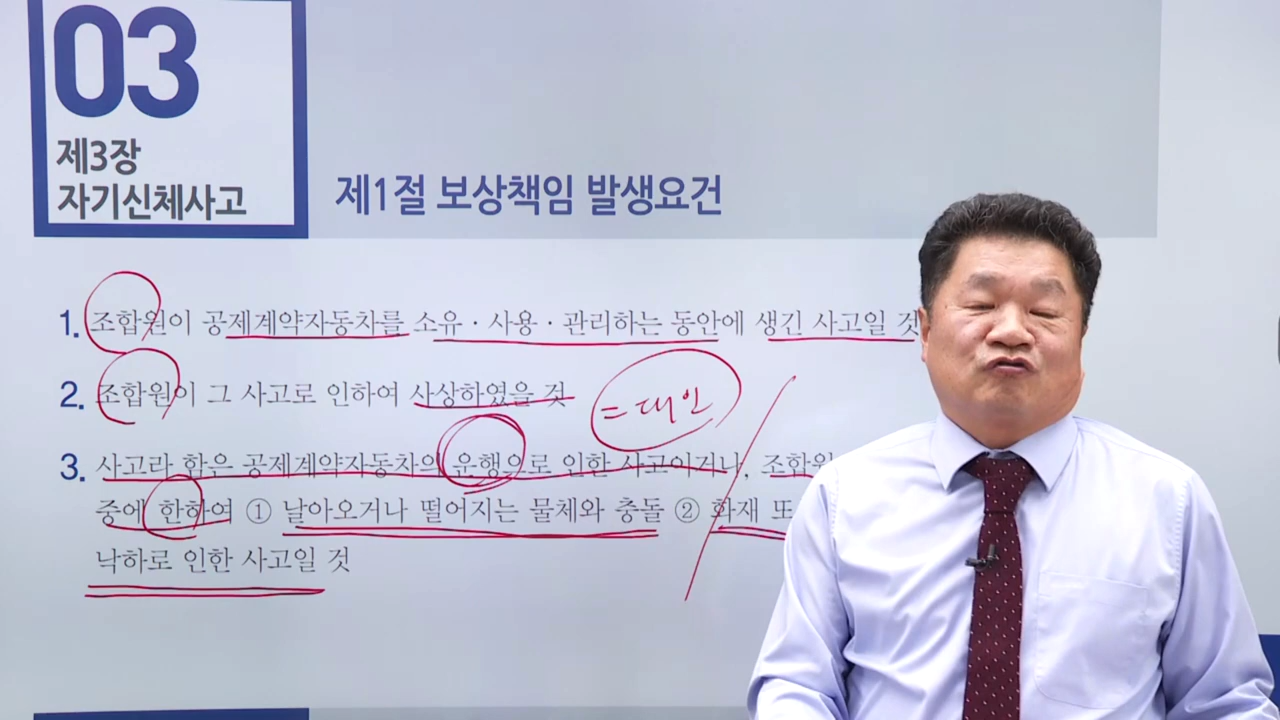 03
제3장
자기신체사고
제1절 보상책임 발생요건
1. 조합원이 공제계약자동차를 소유·사용·관리하는 동안에 생긴 사고일 것
2. 조합원이 그 사고로 인하여 사상하였을 것
= 대인
3. 사고라 함은 공제계약자동차의 운행으로 인한 사고이거나, 조합원
중에 한하여 ① 날아오거나 떨어지는 물체와 충돌 ② 화재 또
낙하로 인한 사고일 것